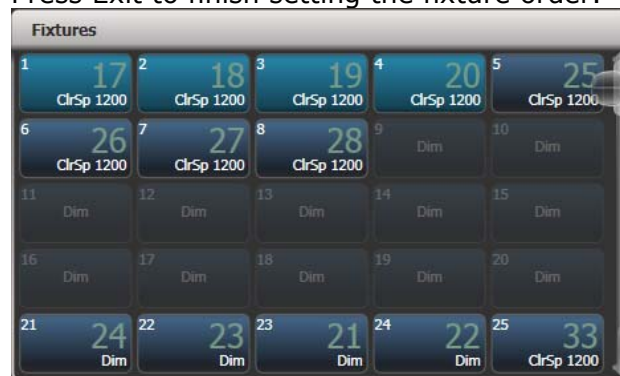 Press Exit to finish setting the fixture order.
Fixtures
1 17 2 18 3 19 4 20 5 25
ClrSp 1200 ClrSp 1200 ClrSp 1200 ClrSp 1200 ClrSp 1200
6 26 7 27 8 28 9 10
ClrSp 1200 ClrSp 1200 ClrSp 1200 Dim Dim
11 12 13 14 15
Dim Dim Dim Dim Dim
16 17 18 19 20
Dim Dim Dim Dim Dim
21 24 22 23 23 21 24 22 25 33
Dim Dim Dim Dim ClrSp 1200